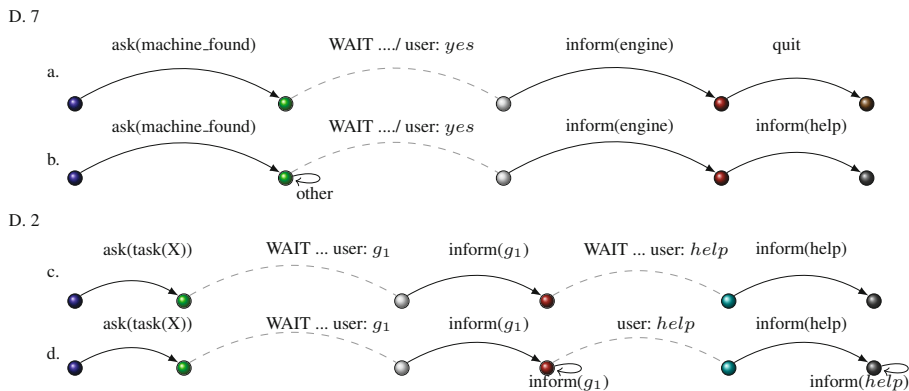 D. 7
ask(machine_found) WAIT ..../ user: yes inform(engine) quit
a.
ask(machine_found) WAIT ..../ user: yes inform(engine) inform(help)
b.
other
D. 2
ask(task(X)) WAIT ... user: g₁ inform(g₁) WAIT ... user: help inform(help)
c.
ask(task(X)) WAIT ... user: g₁ inform(g₁) user: help inform(help)
d.
inform(g₁) inform(help)